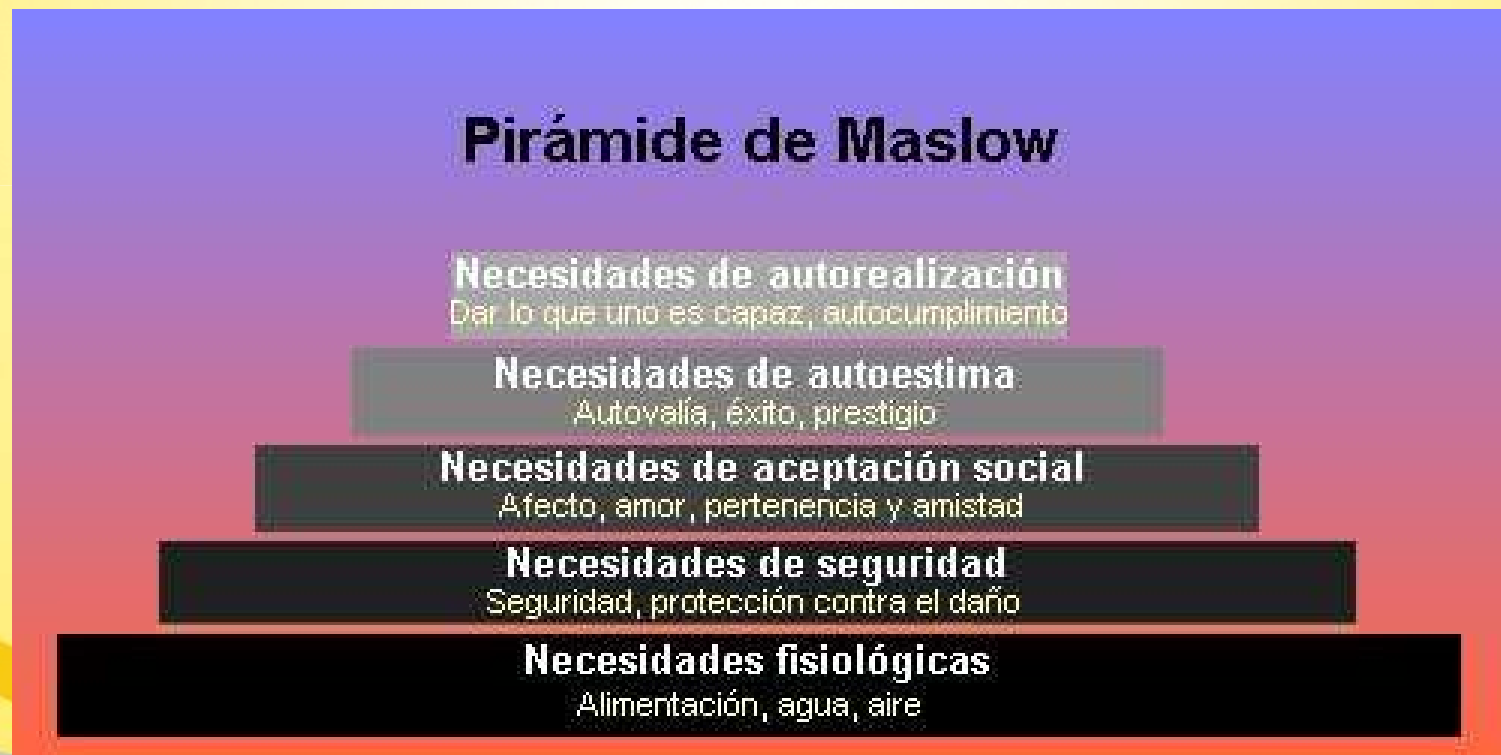 Pirámide de Maslow
Necesidades de autorealización
Dar lo que uno es capaz, autocumplimiento
Necesidades de autoestima
Autovalía, éxito, prestigio
Necesidades de aceptación social
Afecto, amor, pertenencia y amistad
Necesidades de seguridad
Seguridad, protección contra el daño
Necesidades fisiológicas
Alimentación, agua, aire